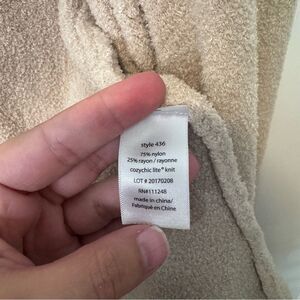 style 436
75% nylon
25% rayon / rayonne
cozychic lite® knit
LOT # 20170208
RN#111248
made in china/
Fabriqué en Chine